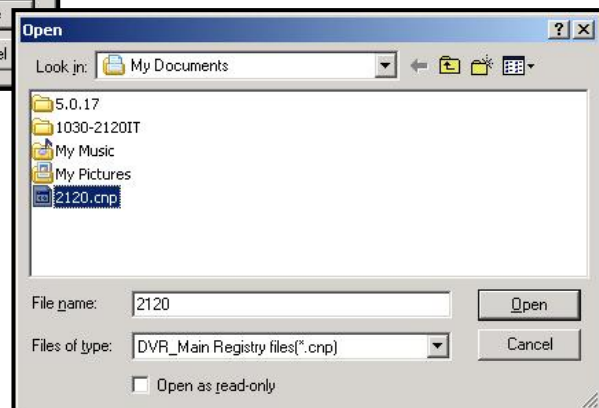 Open
Look in: My Documents
5.0.17
1030-2120IT
My Music
My Pictures
2120.cnp
File name: 2120 Open
Files of type: DVR_Main Registry files(*.cnp) Cancel
Open as read-only